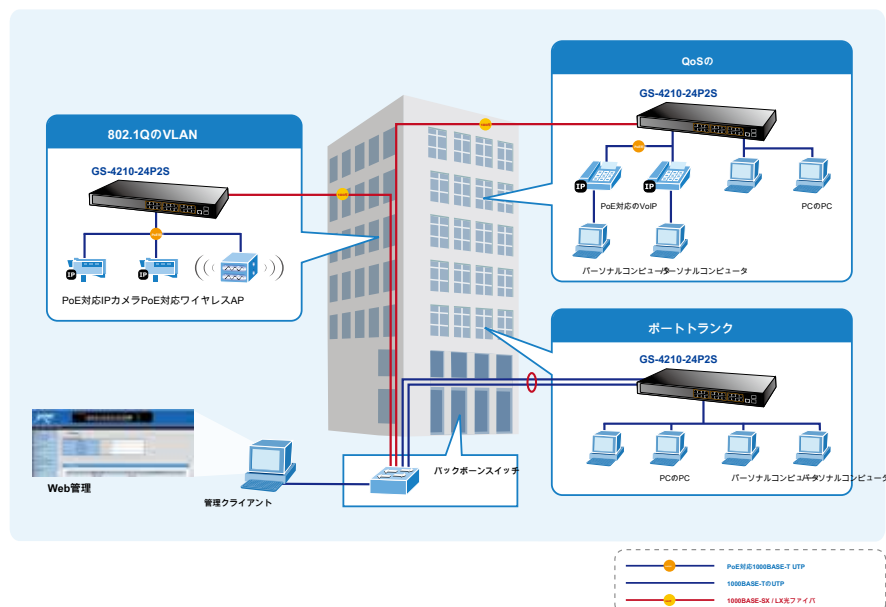 QoSの
GS-4210-24P2S
802.1QのVLAN
GS-4210-24P2S
IP
IP
PoE対応のVoIP
PCのPC
パーソナルコンピュータ
パーソナルコンピュータ
IP
IP
PoE対応IPカメラPoE対応ワイヤレスAP
ポートトランク
GS-4210-24P2S
PCのPC
パーソナルコンピュータ
パーソナルコンピュータ
バックボーンスイッチ
Web管理
管理クライアント
PoE対応1000BASE-T UTP
1000BASE-TのUTP
1000BASE-SX / LX光ファイバ